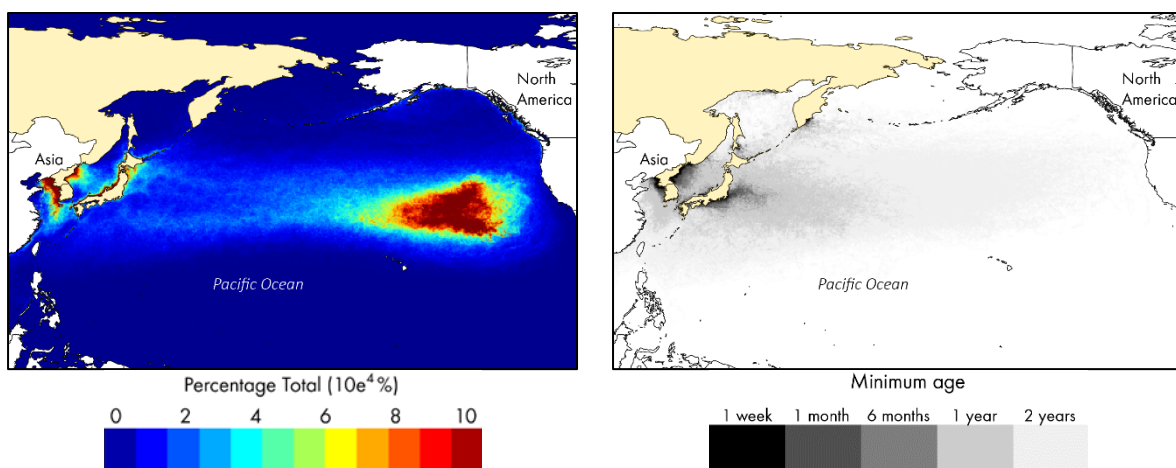 North
America
Asia
Pacific Ocean
Percentage Total (10e⁴ %)
0 2 4 6 8 10
North
America
Asia
Pacific Ocean
Minimum age
1 week 1 month 6 months 1 year 2 years